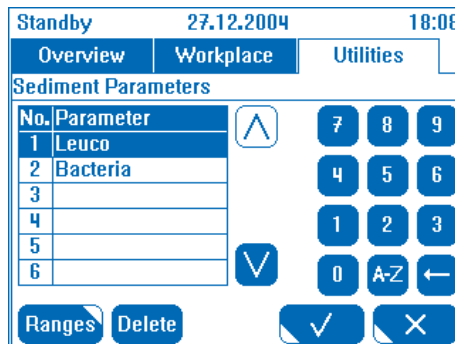 Standby 27.12.2004 18:08
Overview Workplace Utilities
Sediment Parameters
No. Parameter
1 Leuco
2 Bacteria
3
4
5
6
7 8 9
4 5 6
1 2 3
0 A-Z ←
Ranges Delete